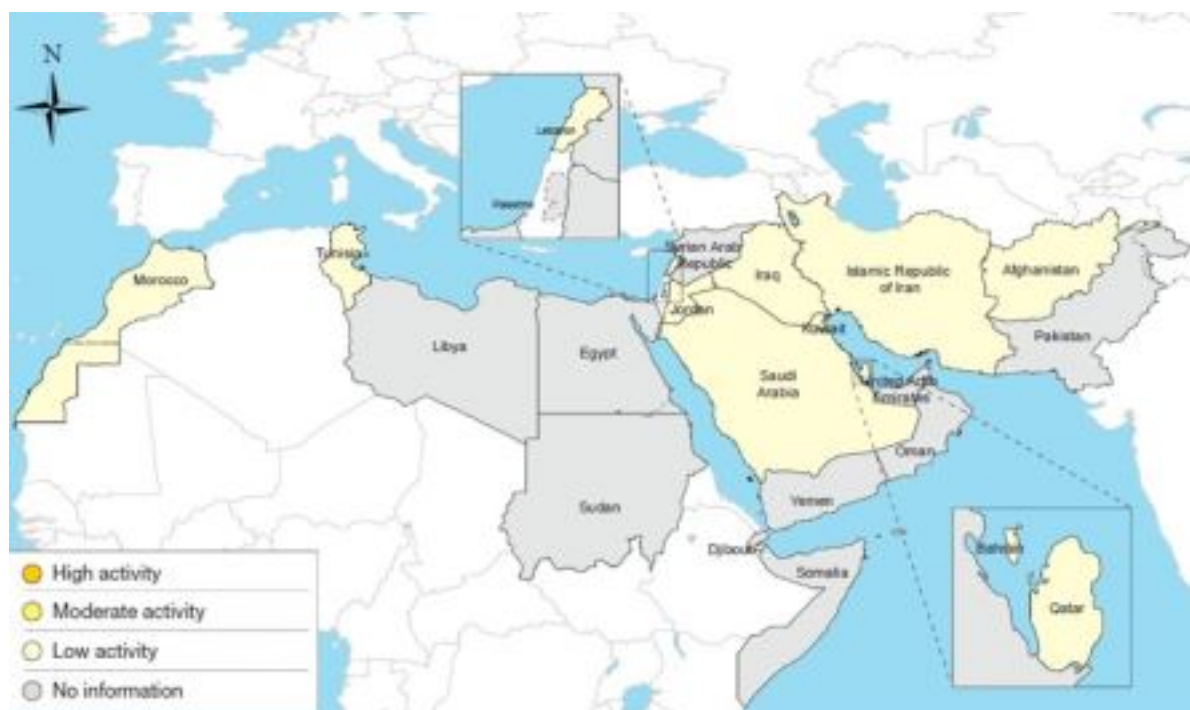 N
Lebanon
Palestine
Morocco
Tunisia
Libya
Egypt
Sudan
Syrian Arab
Republic
Jordan
Iraq
Kuwait
Islamic Republic
of Iran
Afghanistan
Pakistan
Saudi
Arabia
United Arab
Emirates
Oman
Yemen
Djibouti
Somalia
Bahrain
Qatar
High activity
Moderate activity
Low activity
No information